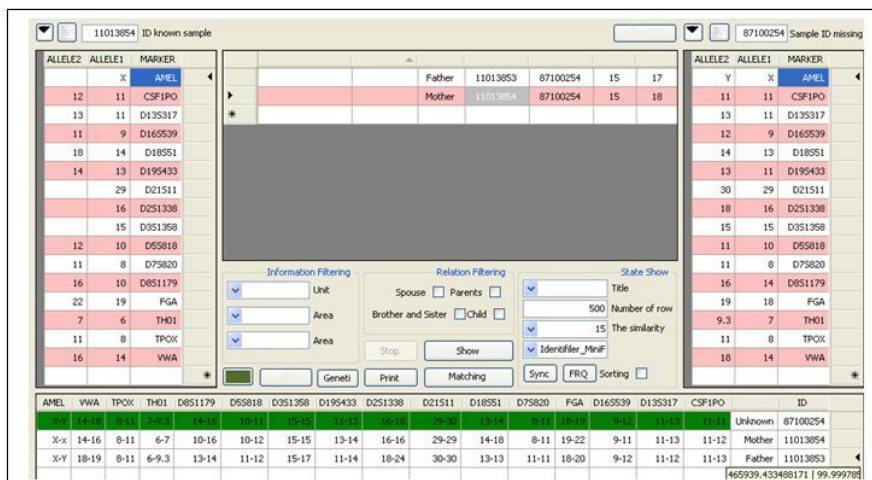 11013854 ID known sample
87100254 Sample ID missing
ALLELE2 ALLELE1 MARKER
X AMEL
12 11 CSF1PO
13 11 D13S317
11 9 D16S539
18 14 D18S51
14 13 D19S433
29 D21S11
16 D2S1338
15 D3S1358
12 10 D5S818
11 8 D7S820
16 10 D8S1179
22 19 FGA
7 6 TH01
11 8 TPOX
16 14 VWA
Father 11013853 87100254 15 17
Mother 11013854 87100254 15 18
ALLELE2 ALLELE1 MARKER
Y X AMEL
11 11 CSF1PO
13 11 D13S317
12 9 D16S539
14 13 D18S51
13 11 D19S433
30 29 D21S11
18 16 D2S1338
15 15 D3S1358
11 10 D5S818
11 8 D7S820
16 14 D8S1179
19 18 FGA
9.3 7 TH01
11 8 TPOX
18 14 VWA
Information Filtering
Unit
Area
Area
Relation Filtering
Spouse Parents
Brother and Sister Child
State Show
Title
500 Number of row
15 The similarity
Identifiler_MiniF
Stop Show
Geneti Print Matching
Sync FRQ Sorting
AMEL VWA TPOX TH01 D8S1179 D5S818 D3S1358 D19S433 D2S1338 D21S11 D18S51 D7S820 FGA D16S539 D13S317 CSF1PO ID
X-Y 14-18 8-11 7-9.3 14-16 10-11 15-15 11-13 16-18 29-30 13-14 8-11 18-19 9-12 11-13 11-11 Unknown 87100254
X-x 14-16 8-11 6-7 10-16 10-12 15-15 13-14 16-16 29-29 14-18 8-11 19-22 9-11 11-13 11-12 Mother 11013854
X-Y 18-19 8-11 6-9.3 13-14 11-12 15-17 11-14 18-24 30-30 13-13 11-11 18-20 9-12 11-12 11-13 Father 11013853
465939.433488171 | 99.999785